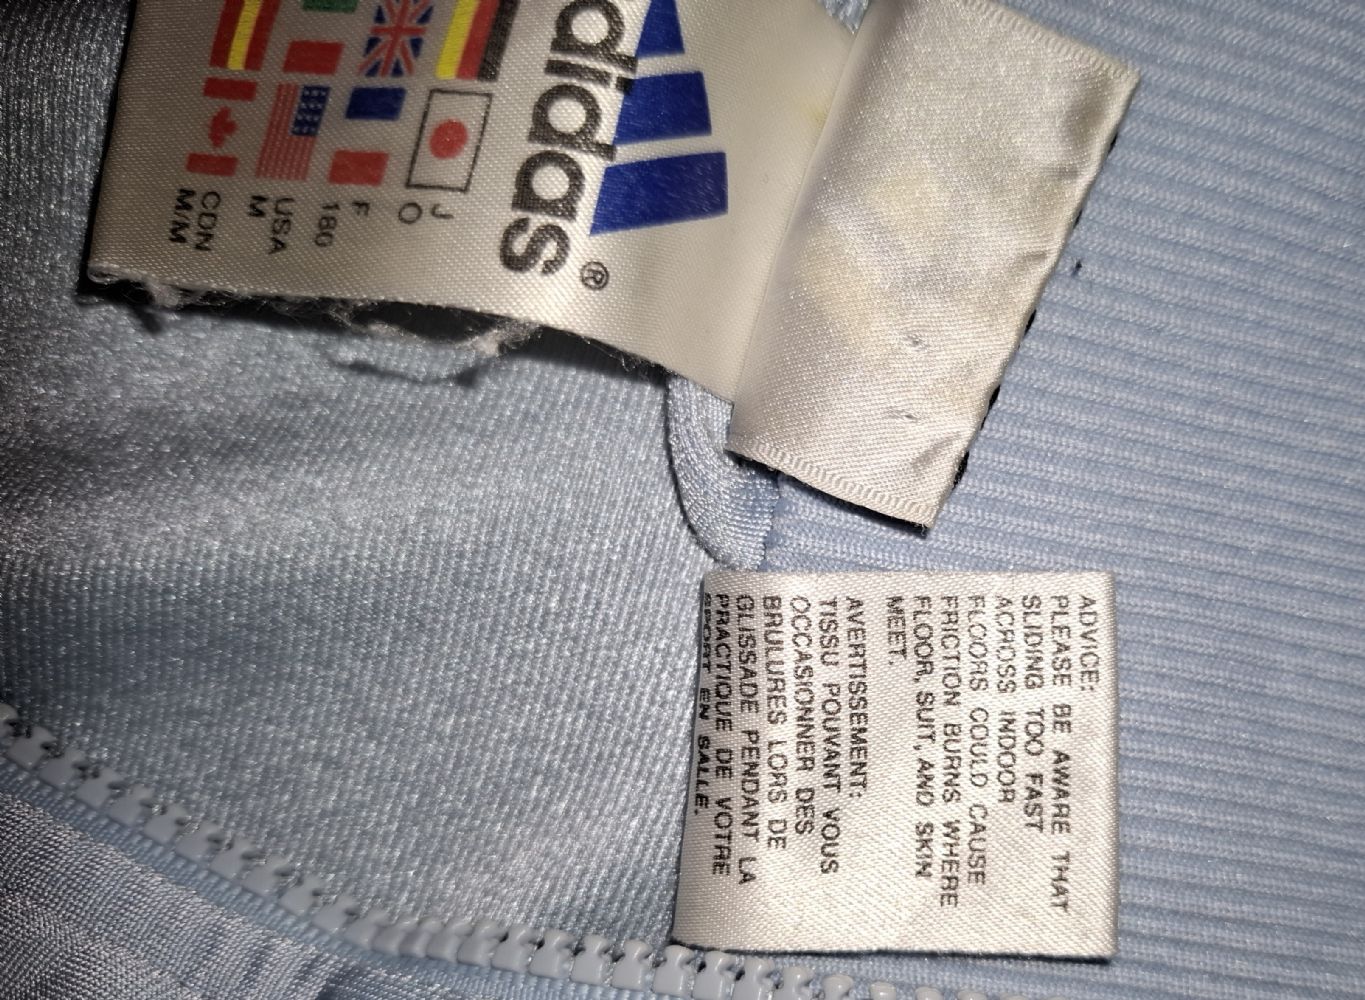 adidas®
J
O
F
180
USA
M
CDN
M/M
ADVICE:
PLEASE BE AWARE THAT
SLIDING TOO FAST
ACROSS INDOOR
FLOORS COULD CAUSE
FRICTION BURNS WHERE
FLOOR, SUIT, AND SKIN
MEET.
AVERTISSEMENT:
TISSU POUVANT VOUS
OCCASIONNER DES
BRULURES LORS DE
GLISSADE PENDANT LA
PRACTIQUE DE VOTRE
SPORT EN SALLE.